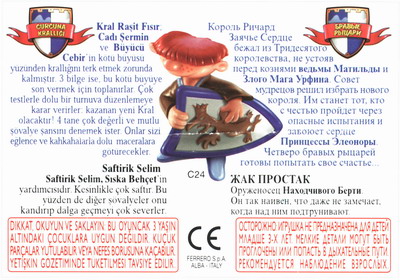 CURCUNA
KRALLIĞI
Kral Raşit Fısır,
Cadı Şermin
ve Büyücü
Cebir'in kötü büyüsü
yüzünden krallığını terk etmek zorunda
kalmıştır. 3 bilge ise, bu kötü büyüye
son vermek için toplanırlar. Çok
testlerle dolu bir turnuva düzenlemeye
karar verirler: kazanan yeni Kral
olacaktır! 4 tane çok değerli ve mutlu
şövalye şansını denemek ister. Onlar sizi
eğlence ve kahkahalarla dolu maceralara
götürecekler.
Saftirik Selim
Saftirik Selim, Sıska Behçet'in
yardımcısıdır. Kesinlikle çok saftır. Bu
yüzden de diğer şövalyeler onu
kandırıp dalga geçmeyi çok severler.
БРАВЫЕ
РЫЦАРИ
Король Ричард
Заячье Сердце
бежал из Тридесятого
королевства, не устояв
перед кознями ведьмы Матильды и
Злого Мага Урфина. Совет
мудрецов решил избрать нового
короля. Им станет тот, кто
с честью пройдет через
опасные испытания и
завоюет сердце
Принцессы Элеоноры.
Четверо бравых рыцарей
готовы попытать свое счастье...
C24
ЖАК ПРОСТАК
Оруженосец Находчивого Берти.
Он так наивен, что даже не замечает,
когда над ним подтрунивают.
DİKKAT, OKUYUN VE SAKLAYIN: BU OYUNCAK 3 YAŞIN
ALTINDAKİ ÇOCUKLARA UYGUN DEĞİLDİR. KÜÇÜK
PARÇALAR YUTULABİLİR VEYA NEFES BORUSUNA KAÇABİLİR.
YETİŞKİN GÖZETİMİNDE TÜKETİLMESİ TAVSİYE EDİLİR.
CE
FERRERO S.p.A.
ALBA - ITALY
ОСТОРОЖНО ИГРУШКА НЕ ПРЕДНАЗНАЧЕНА ДЛЯ ДЕТЕЙ
МЛАДШЕ 3-Х ЛЕТ. МЕЛКИЕ ДЕТАЛИ МОГУТ БЫТЬ
ПРОГЛОЧЕНЫ ИЛИ ПОПАСТЬ В ДЫХАТЕЛЬНЫЕ ПУТИ.
РЕКОМЕНДУЕТСЯ НАБЛЮДЕНИЕ ВЗРОСЛЫХ.